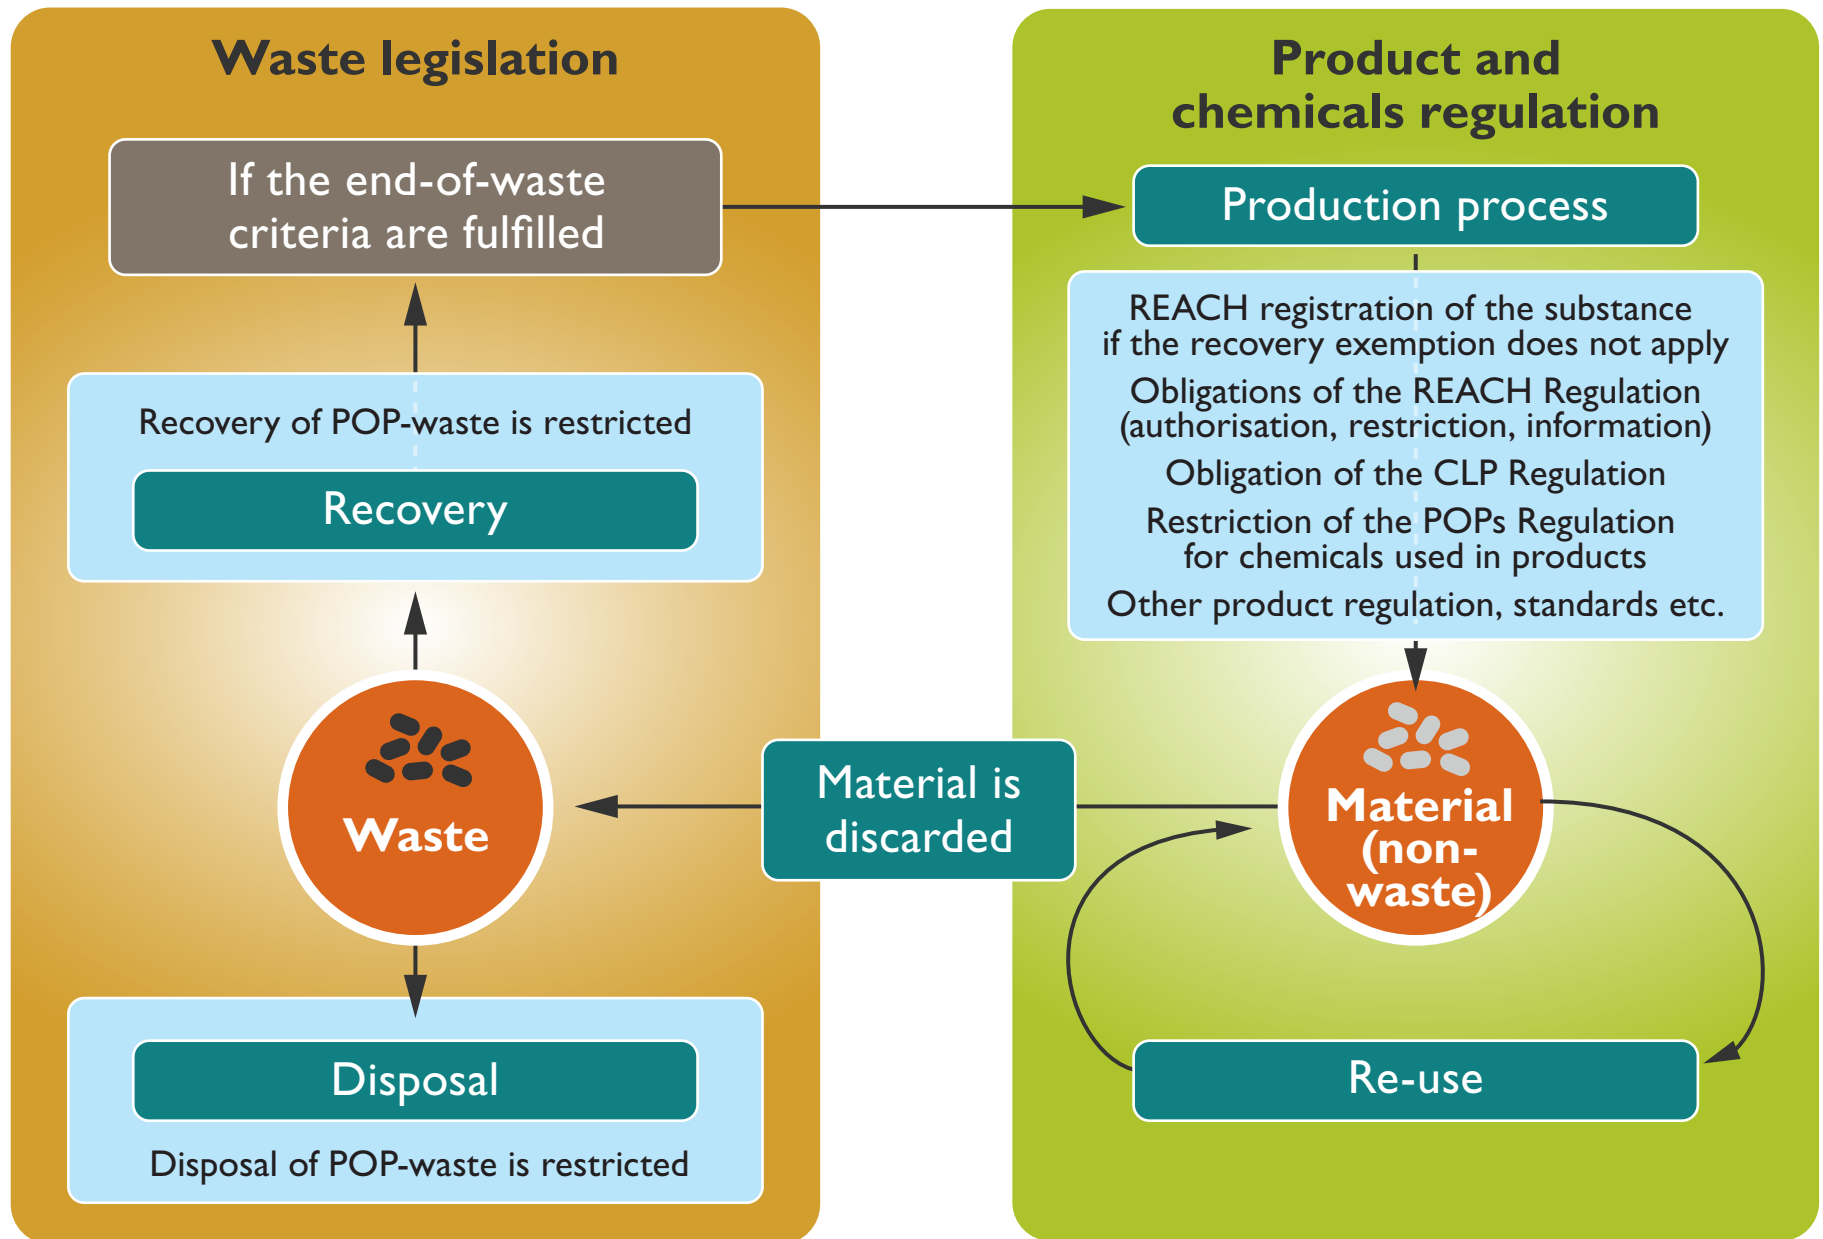 Waste legislation
If the end-of-waste
criteria are fulfilled
Recovery of POP-waste is restricted
Recovery
Waste
Disposal
Disposal of POP-waste is restricted
Material is
discarded
Product and
chemicals regulation
Production process
REACH registration of the substance
if the recovery exemption does not apply
Obligations of the REACH Regulation
(authorisation, restriction, information)
Obligation of the CLP Regulation
Restriction of the POPs Regulation
for chemicals used in products
Other product regulation, standards etc.
Material
(non-
waste)
Re-use